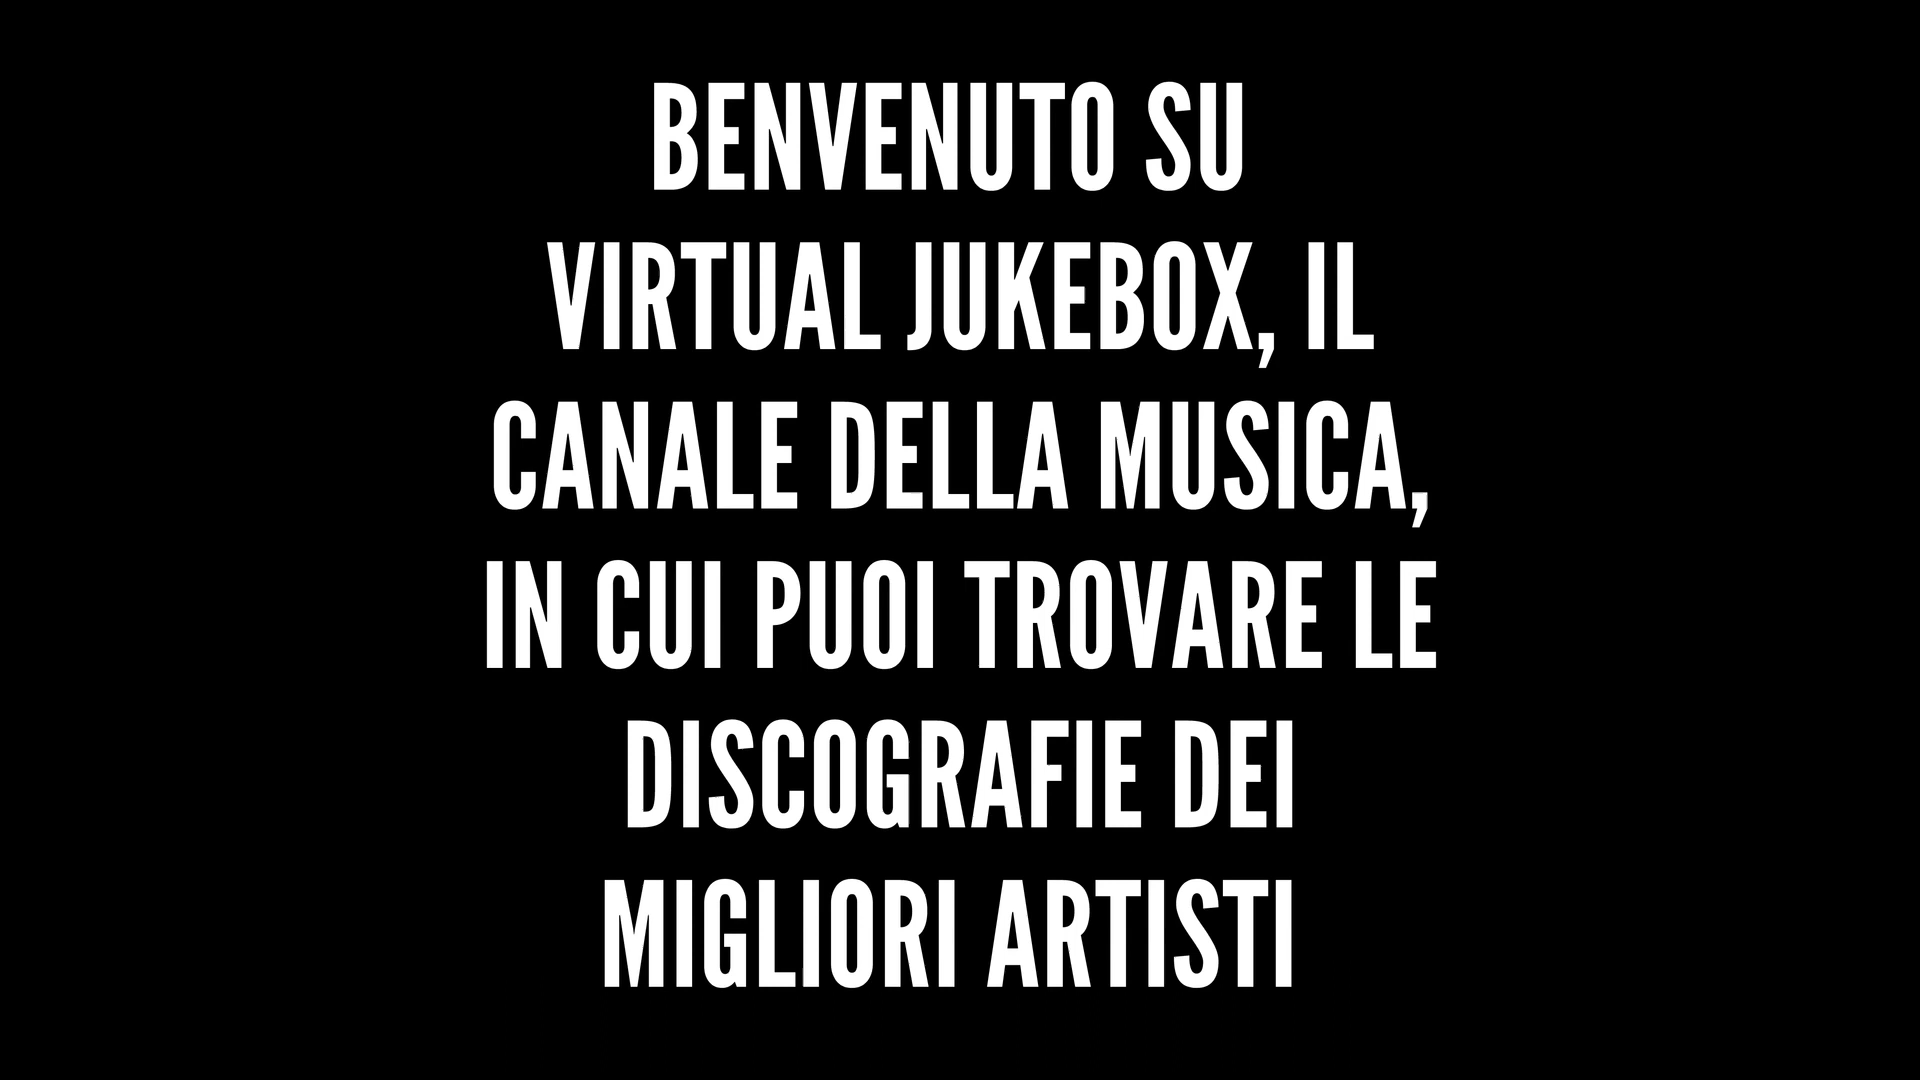 BENVENUTO SU
VIRTUAL JUKEBOX, IL
CANALE DELLA MUSICA,
IN CUI PUOI TROVARE LE
DISCOGRAFIE DEI
MIGLIORI ARTISTI